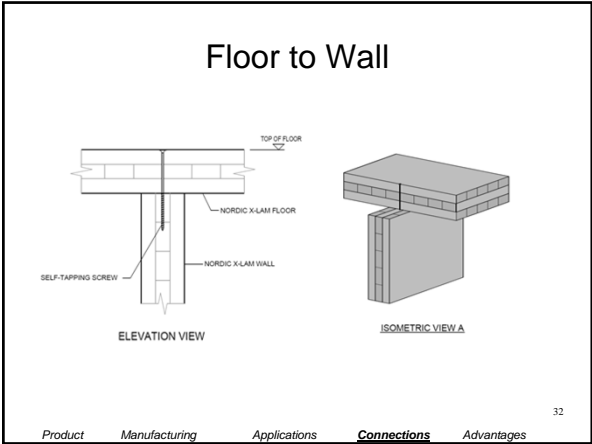 Floor to Wall
TOP OF FLOOR
NORDIC X-LAM FLOOR
NORDIC X-LAM WALL
SELF-TAPPING SCREW
ELEVATION VIEW
ISOMETRIC VIEW A
32
Product Manufacturing Applications Connections Advantages